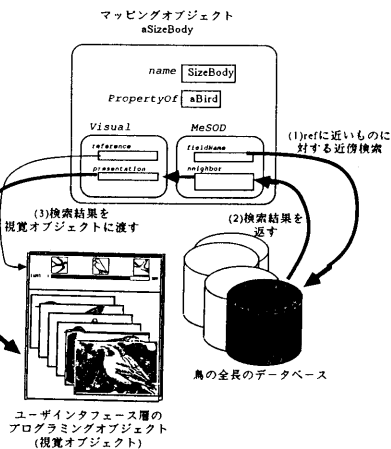 マッピングオブジェクト
aSizeBody
name SizeBody
PropertyOf aBird
Visual MeSOD
reference fieldName
presentation neighbor
(1)refに近いものに
対する近傍検索
(2)検索結果を
返す
(3)検索結果を
視覚オブジェクトに渡す
鳥の全長のデータベース
ユーザインタフェース層の
プログラミングオブジェクト
(視覚オブジェクト)